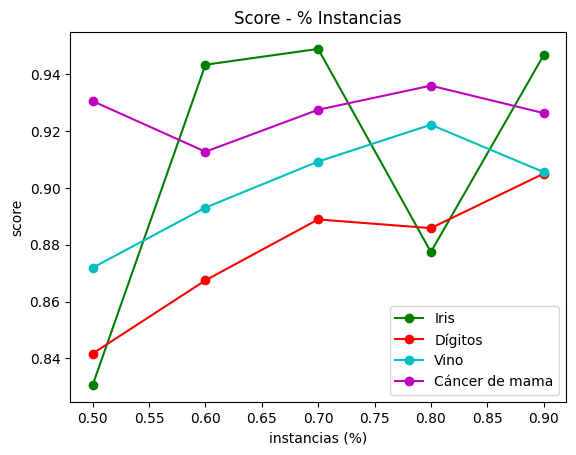 Score - % Instancias
score
0.94
0.92
0.90
0.88
0.86
0.84
Iris
Dígitos
Vino
Cáncer de mama
0.50 0.55 0.60 0.65 0.70 0.75 0.80 0.85 0.90
instancias (%)